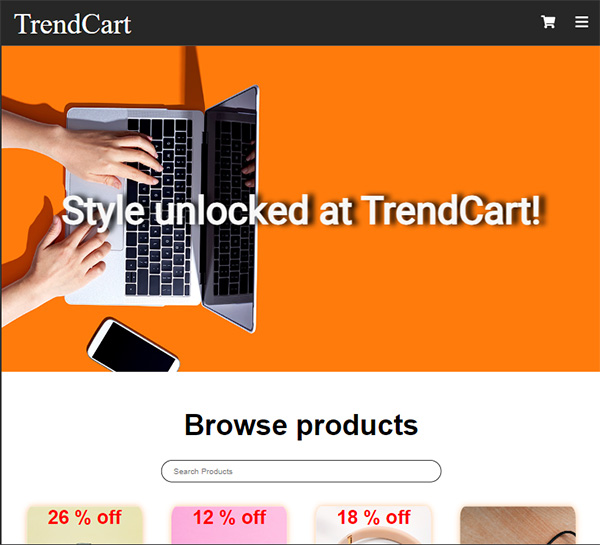 TrendCart
Style unlocked at TrendCart!
Browse products
Search Products
26 % off
12 % off
18 % off